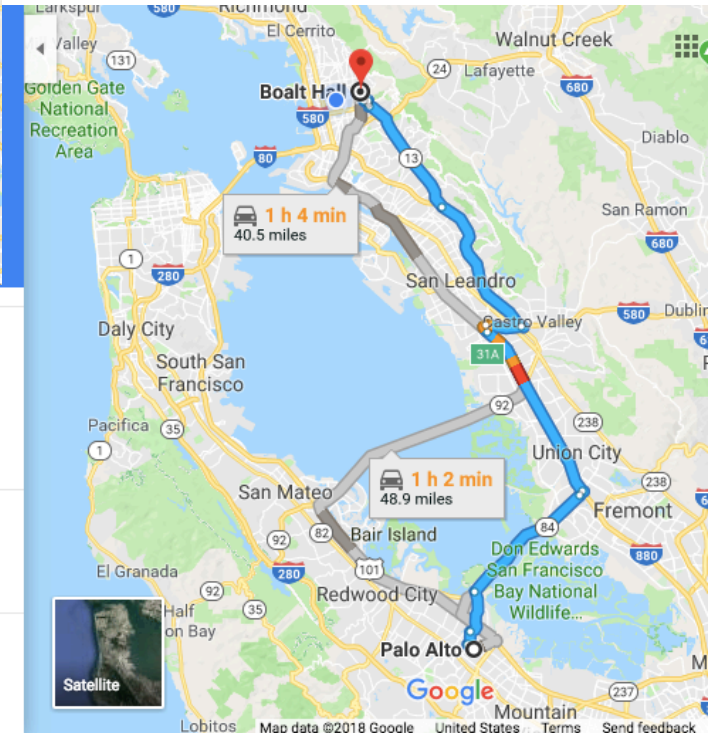 Larkspur
580
Richmond
El Cerrito
Walnut Creek
Valley
131
24
Lafayette
680
Golden Gate
National
Recreation
Area
Boalt Hall
580
80
13
Diablo
1 h 4 min
40.5 miles
San Ramon
680
1
280
San Leandro
580
Dublin
Castro Valley
Daly City
31A
South San
Francisco
92
Pacifica
35
238
1
Union City
1 h 2 min
48.9 miles
238
San Mateo
Fremont
82
Bair Island
84
92
Don Edwards
San Francisco
Bay National
Wildlife...
880
El Granada
280
101
92
Redwood City
Half
on Bay
35
Palo Alto
Satellite
Google
237
Mountain
Lobitos
Map data ©2018 Google United States Terms Send feedback